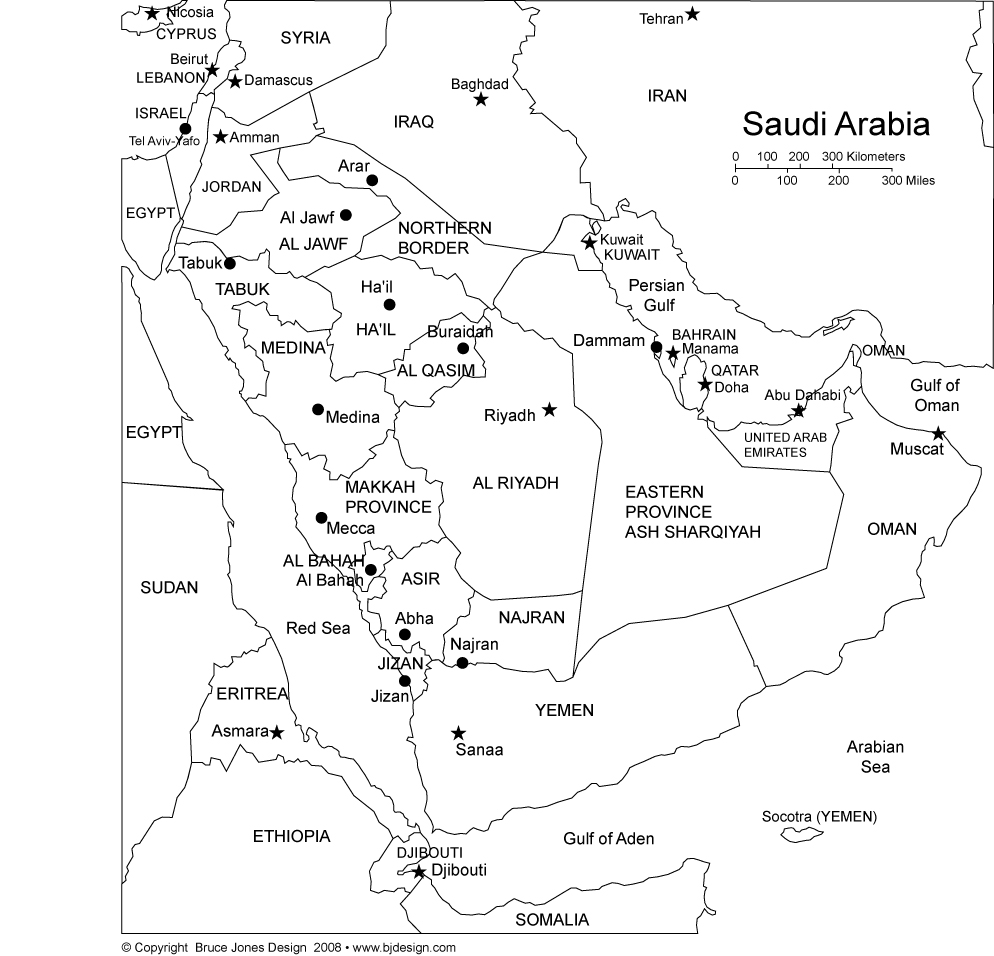 Nicosia
CYPRUS
SYRIA
Tehran
Beirut
LEBANON
Damascus
Baghdad
IRAN
ISRAEL
Tel Aviv-Yafo
Amman
IRAQ
Saudi Arabia
0 100 200 300 Kilometers
0 100 200 300 Miles
Arar
JORDAN
EGYPT
Al Jawf
AL JAWF
NORTHERN
BORDER
Kuwait
KUWAIT
Tabuk
TABUK
Ha'il
HA'IL
Persian
Gulf
Buraidah
MEDINA
AL QASIM
Dammam
BAHRAIN
Manama
OMAN
QATAR
Doha
Abu Dahabi
Gulf of
Oman
Medina
Riyadh
EGYPT
UNITED ARAB
EMIRATES
Muscat
AL RIYADH
MAKKAH
PROVINCE
Mecca
EASTERN
PROVINCE
ASH SHARQIYAH
OMAN
AL BAHAH
Al Bahah
ASIR
SUDAN
Red Sea
Abha
NAJRAN
Najran
JIZAN
Jizan
ERITREA
Asmara
YEMEN
Sanaa
Arabian
Sea
Socotra (YEMEN)
ETHIOPIA
Gulf of Aden
DJIBOUTI
Djibouti
SOMALIA
© Copyright Bruce Jones Design 2008 • www.bjdesign.com